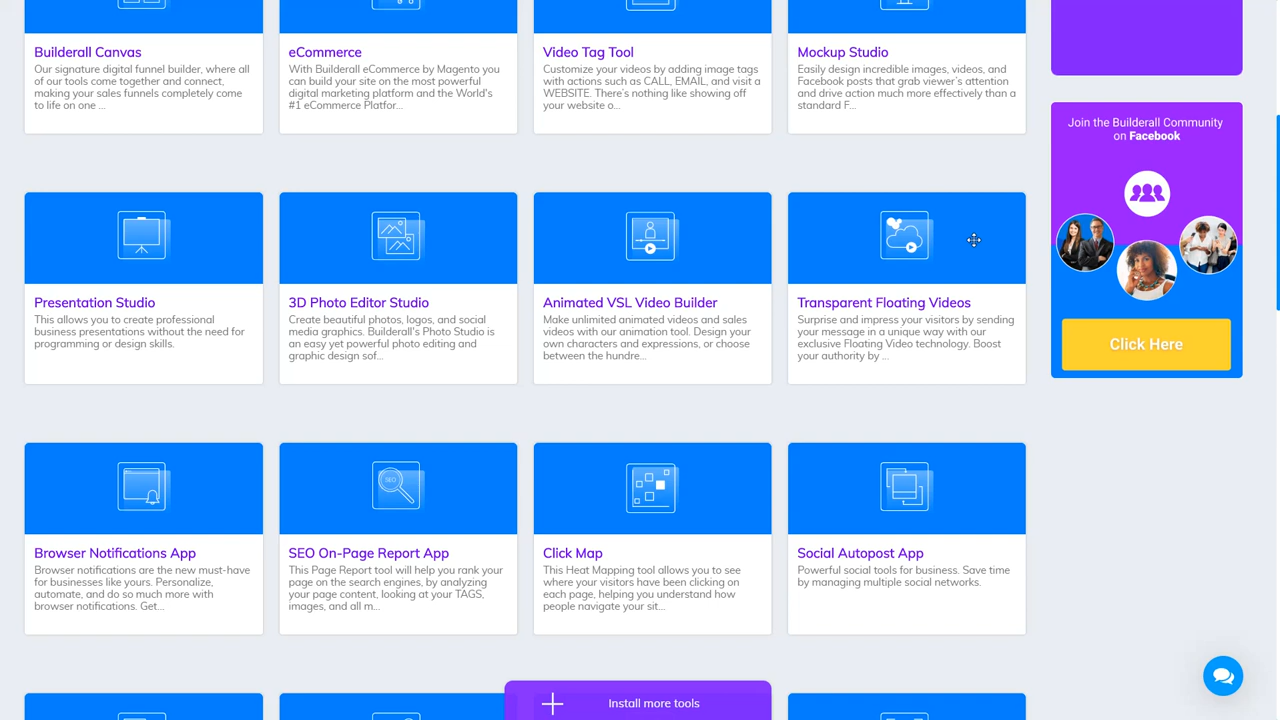 Builderall Canvas
Our signature digital funnel builder, where all
of our tools come together and connect,
making your sales funnels completely come
to life on one ...
eCommerce
With Builderall eCommerce by Magento you
can build your site on the most powerful
digital marketing platform and the World's
#1 eCommerce Platfor...
Video Tag Tool
Customize your videos by adding image tags
with actions such as CALL, EMAIL, and visit a
WEBSITE. There's nothing like showing off
your website o...
Mockup Studio
Easily design incredible images, videos, and
Facebook posts that grab viewer's attention
and drive action much more effectively than a
standard F...
Join the Builderall Community
on Facebook
Click Here
Presentation Studio
This allows you to create professional
business presentations without the need for
programming or design skills.
3D Photo Editor Studio
Create beautiful photos, logos, and social
media graphics. Builderall's Photo Studio is
an easy yet powerful photo editing and
graphic design sof...
Animated VSL Video Builder
Make unlimited animated videos and sales
videos with our animation tool. Design your
own characters and expressions, or choose
between the hundre...
Transparent Floating Videos
Surprise and impress your visitors by sending
your message in a unique way with our
exclusive Floating Video technology. Boost
your authority by ...
SEO
Browser Notifications App
Browser notifications are the new must-have
for businesses like yours. Personalize,
automate, and do so much more with
browser notifications. Get...
SEO On-Page Report App
This Page Report tool will help you rank your
page on the search engines, by analyzing
your page content, looking at your TAGS,
images, and all m...
Click Map
This Heat Mapping tool allows you to see
where your visitors have been clicking on
each page, helping you understand how
people navigate your sit...
Social Autopost App
Powerful social tools for business. Save time
by managing multiple social networks.
Install more tools